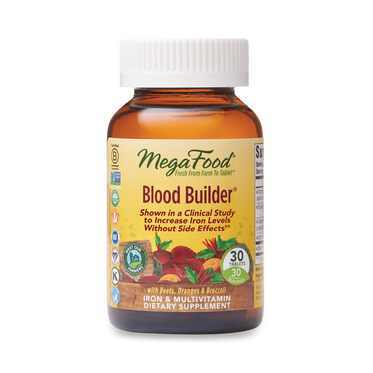 MegaFood®
Fresh From Farm To Tablet™
Blood Builder®
Shown in a Clinical Study
to Increase Iron Levels
Without Side Effects!*
30
TABLETS
30
with Beets, Oranges & Broccoli
IRON & MULTIVITAMIN
DIETARY SUPPLEMENT